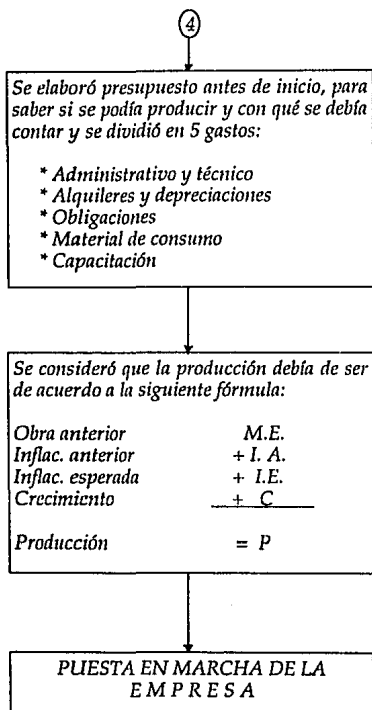 4
Se elaboró presupuesto antes de inicio, para
saber si se podía producir y con qué se debía
contar y se dividió en 5 gastos:
* Administrativo y técnico
* Alquileres y depreciaciones
* Obligaciones
* Material de consumo
* Capacitación
Se consideró que la producción debía de ser
de acuerdo a la siguiente fórmula:
Obra anterior M.E.
Inflac. anterior + I. A.
Inflac. esperada + I.E.
Crecimiento + C
Producción = P
PUESTA EN MARCHA DE LA
E M P R E S A